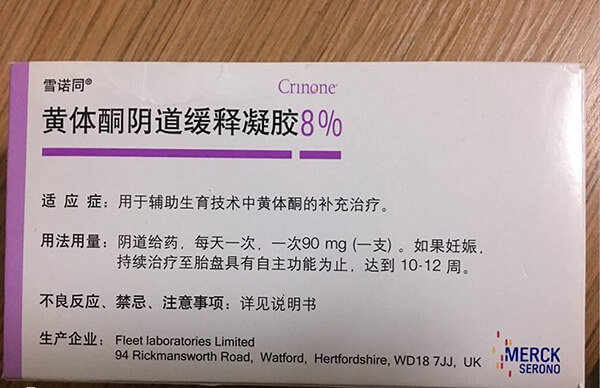 雪诺同®
Crinone®
黄体酮阴道缓释凝胶8%
适应症：用于辅助生育技术中黄体酮的补充治疗。
用法用量：阴道给药，每天一次，一次90 mg (一支) 。如果妊娠，
持续治疗至胎盘具有自主功能为止，达到 10-12 周。
不良反应、禁忌、注意事项：详见说明书
生产企业：Fleet laboratories Limited
94 Rickmansworth Road, Watford, Hertfordshire, WD18 7JJ, UK
MERCK
SERONO